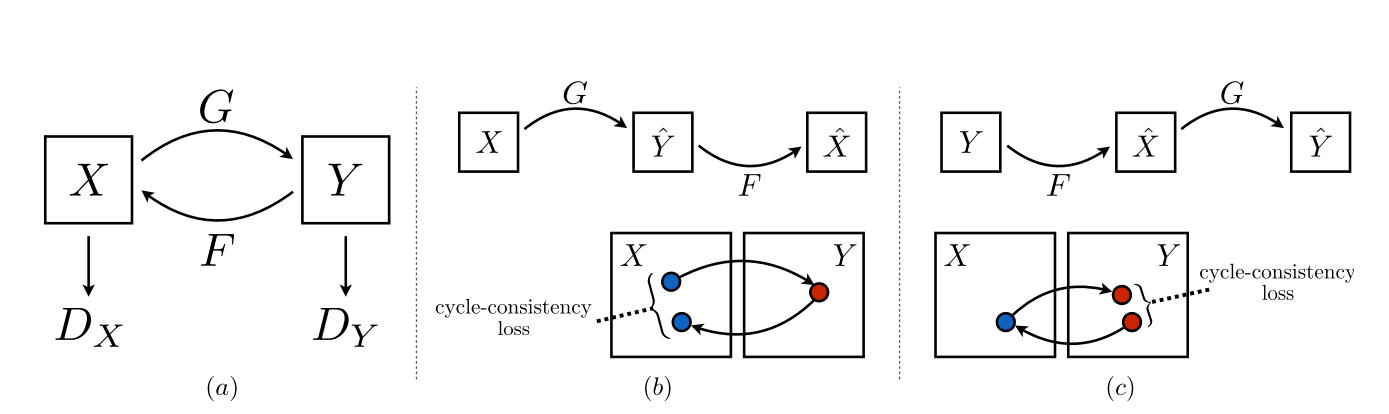 G
X
Y
F
D_X
D_Y
(a)
G
X
Ŷ
X̂
F
X
Y
cycle-consistency
loss
(b)
G
Y
X̂
Ŷ
F
X
Y
cycle-consistency
loss
(c)